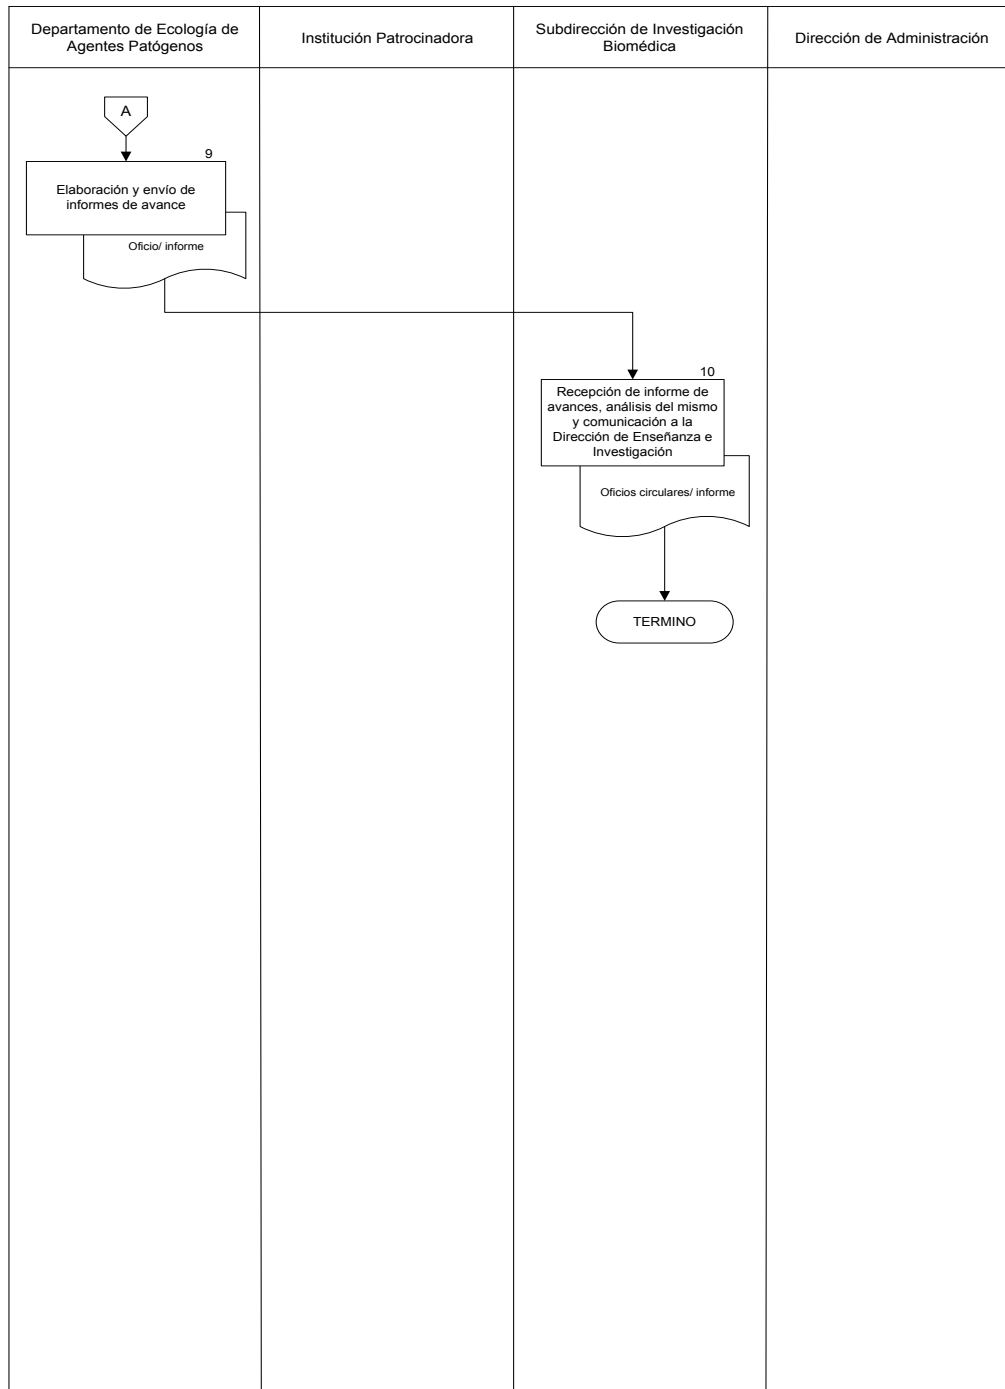 Departamento de Ecología de
Agentes Patógenos
Institución Patrocinadora
Subdirección de Investigación
Biomédica
Dirección de Administración
A
9
Elaboración y envío de
informes de avance
Oficio/ informe
10
Recepción de informe de
avances, análisis del mismo
y comunicación a la
Dirección de Enseñanza e
Investigación
Oficios circulares/ informe
TERMINO